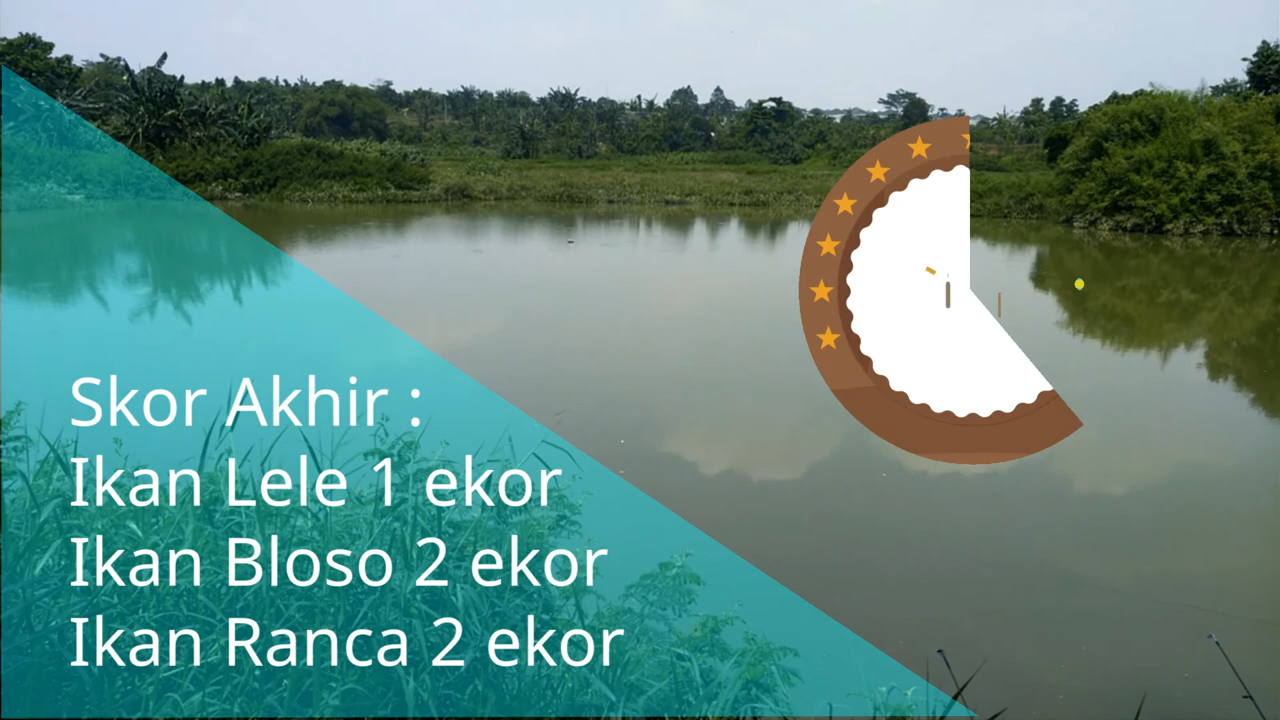 Skor Akhir :
Ikan Lele 1 ekor
Ikan Bloso 2 ekor
Ikan Ranca 2 ekor